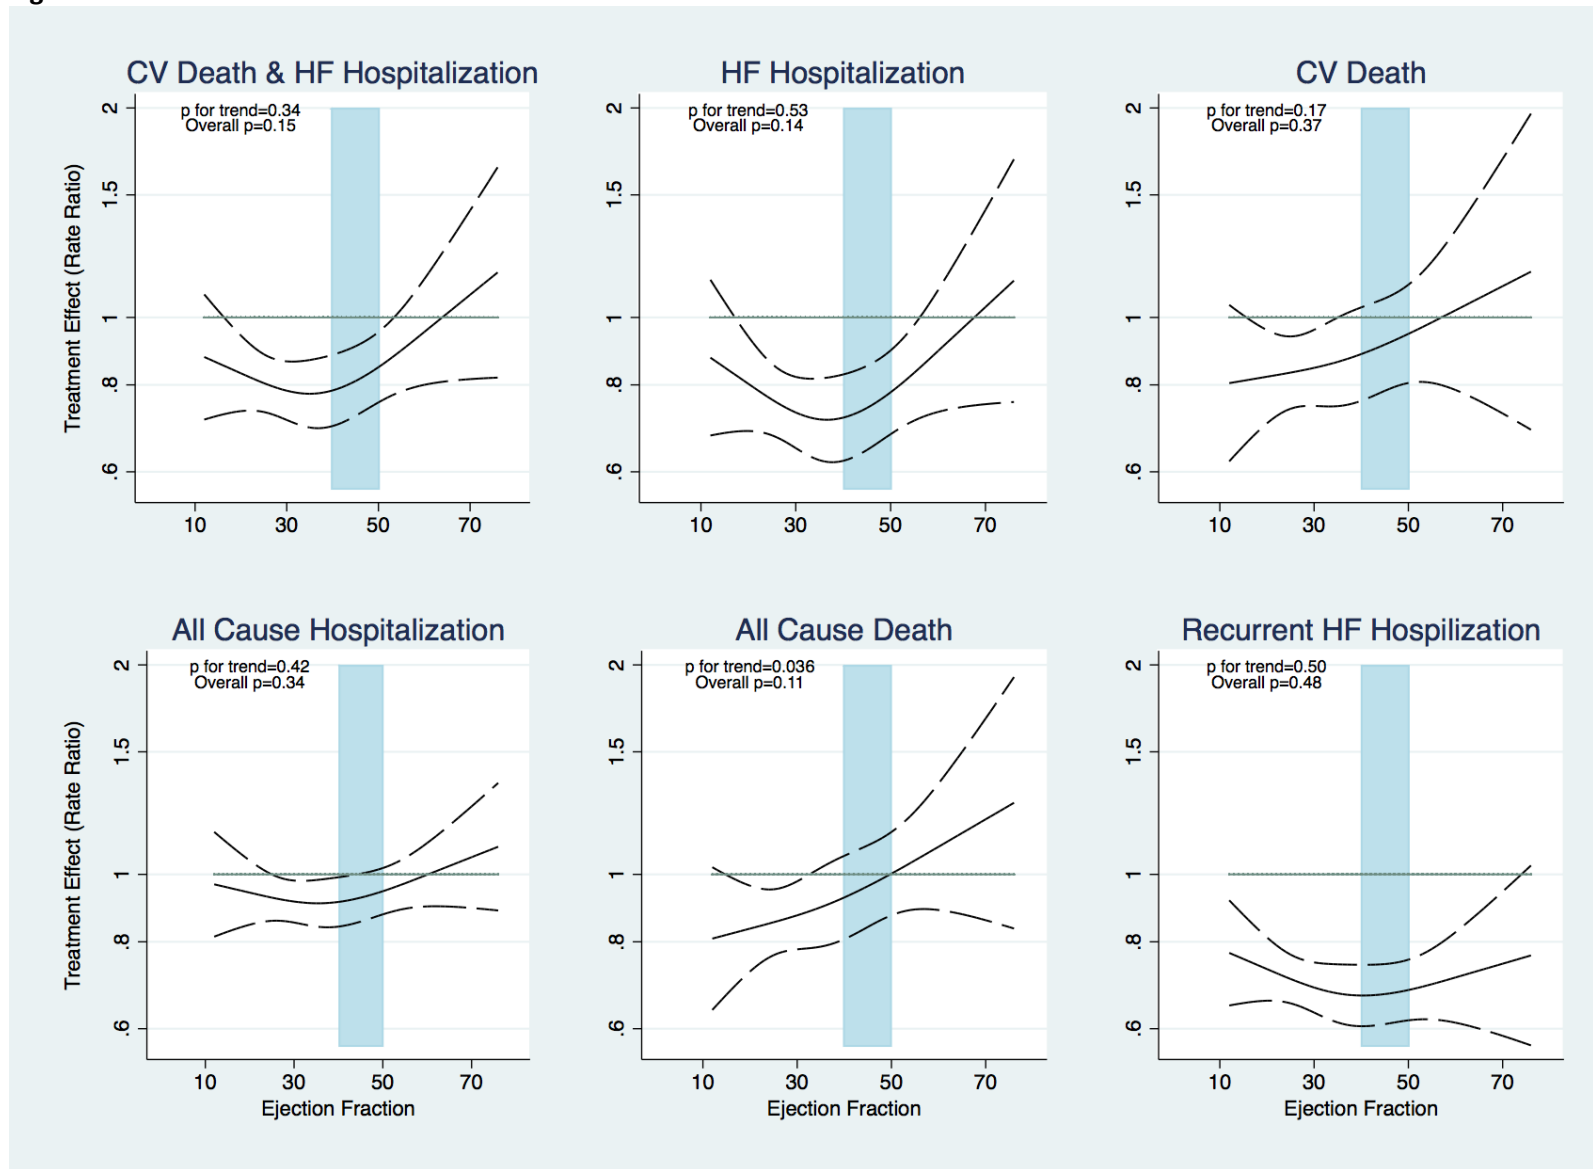 CV Death & HF Hospitalization
p for trend=0.34
Overall p=0.15
Treatment Effect (Rate Ratio)
2
1.5
1
.8
.6
10 30 50 70
HF Hospitalization
p for trend=0.53
Overall p=0.14
2
1.5
1
.8
.6
10 30 50 70
CV Death
p for trend=0.17
Overall p=0.37
2
1.5
1
.8
.6
10 30 50 70
All Cause Hospitalization
p for trend=0.42
Overall p=0.34
Treatment Effect (Rate Ratio)
2
1.5
1
.8
.6
10 30 50 70
Ejection Fraction
All Cause Death
p for trend=0.036
Overall p=0.11
2
1.5
1
.8
.6
10 30 50 70
Ejection Fraction
Recurrent HF Hospilization
p for trend=0.50
Overall p=0.48
2
1.5
1
.8
.6
10 30 50 70
Ejection Fraction